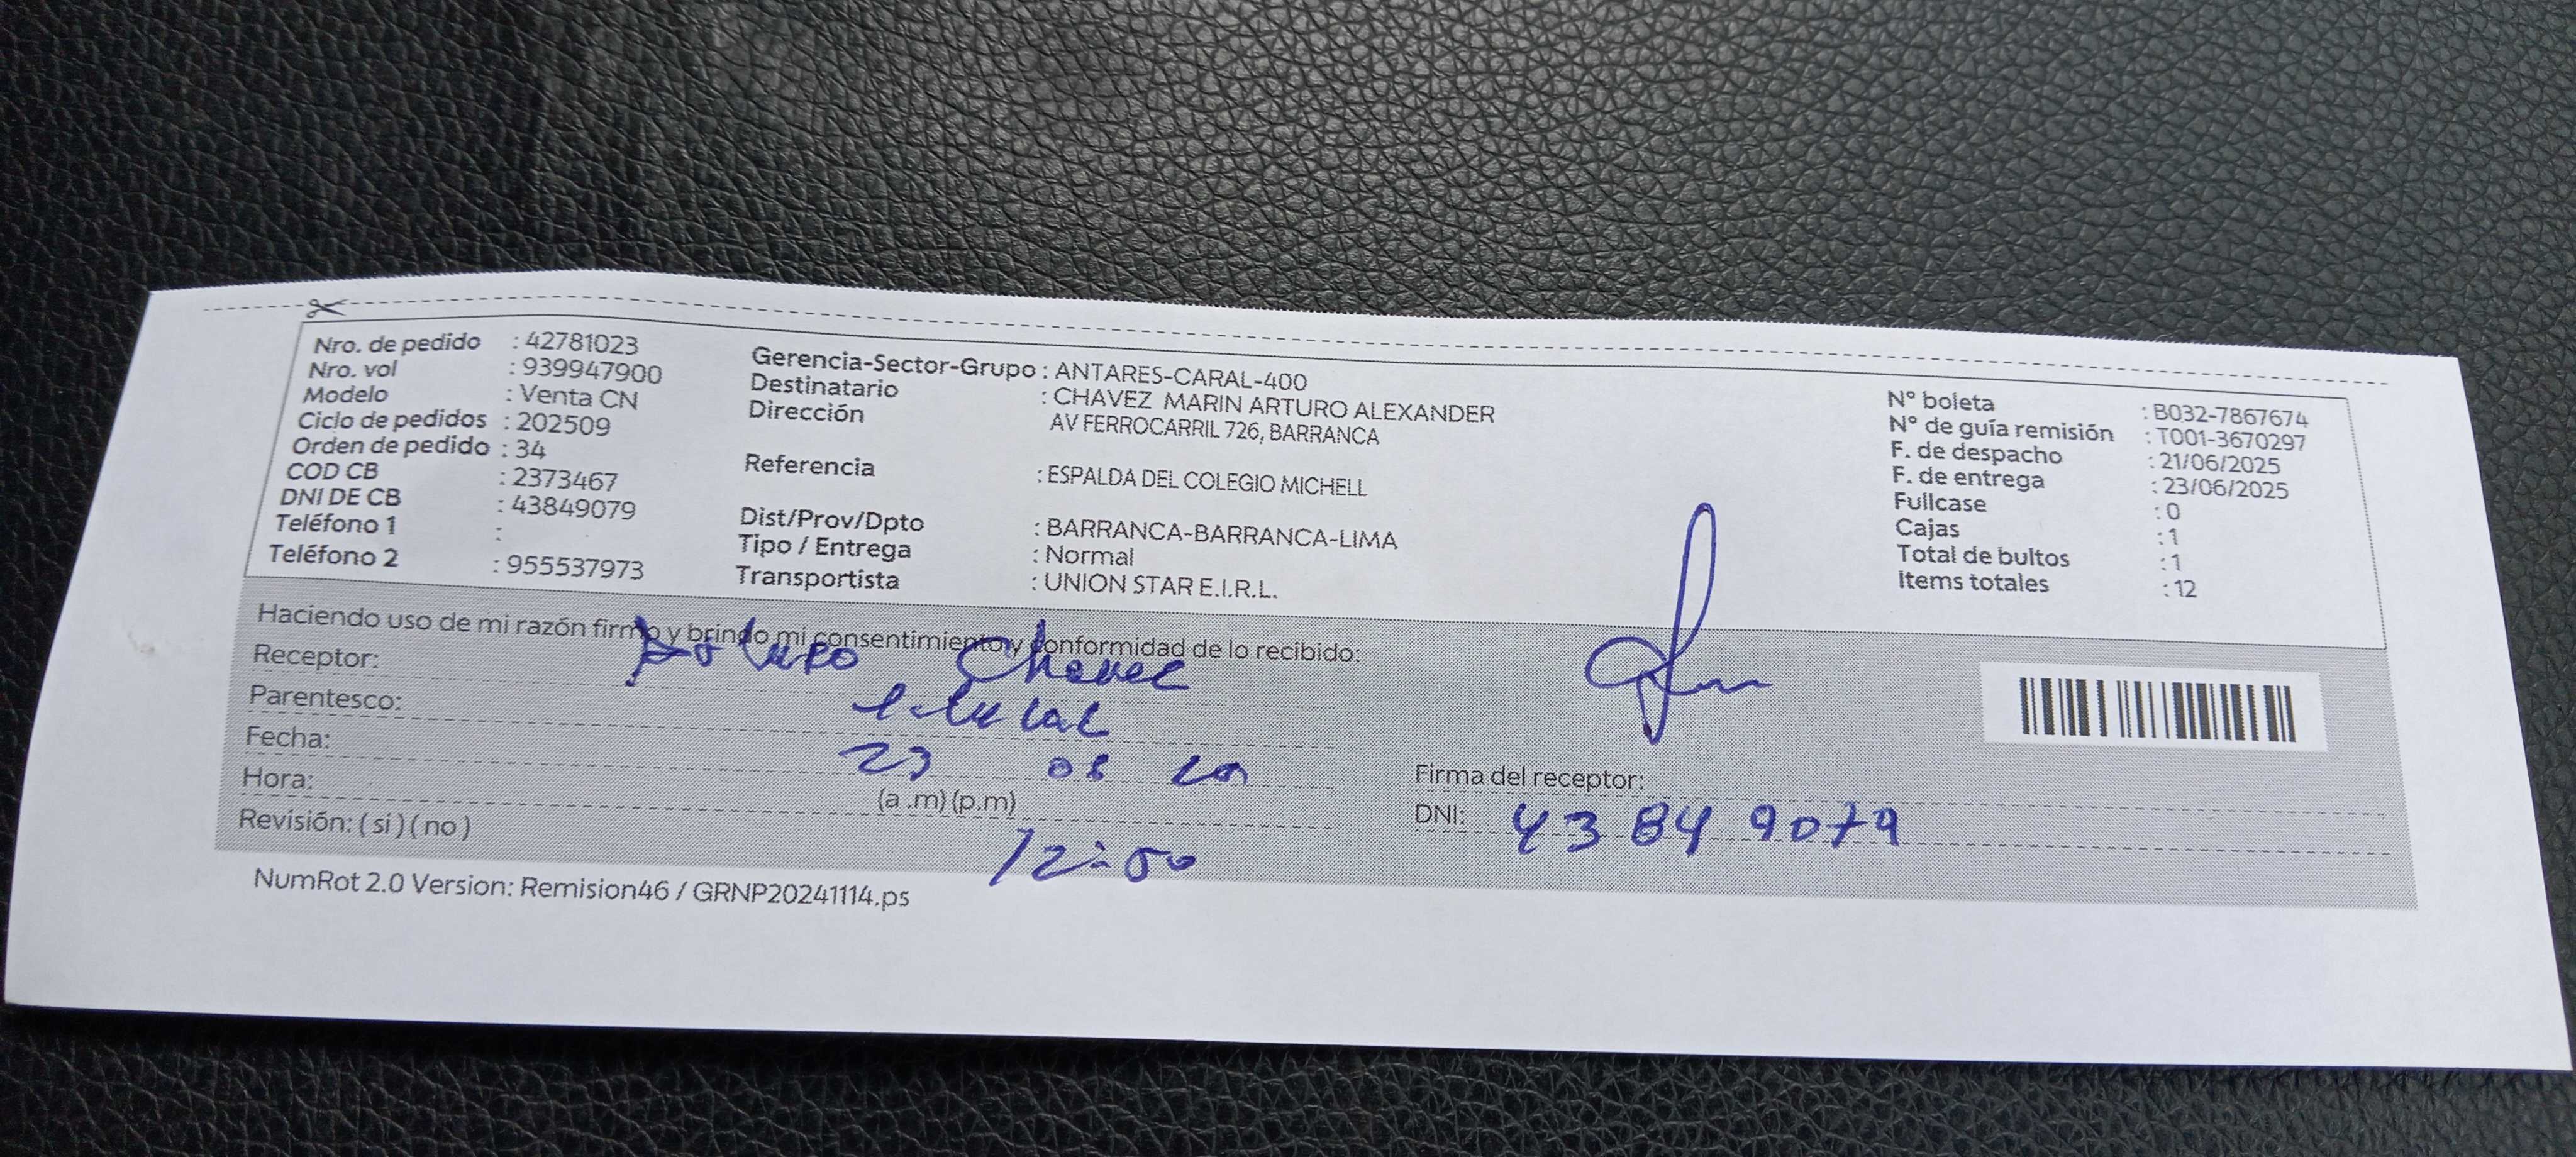 Nro. de pedido : 42781023
Nro. vol : 939947900
Modelo : Venta CN
Ciclo de pedidos : 202509
Orden de pedido : 34
COD CB : 2373467
DNI DE CB : 43849079
Teléfono 1 :
Teléfono 2 : 955537973
Gerencia-Sector-Grupo : ANTARES-CARAL-400
Destinatario : CHAVEZ MARIN ARTURO ALEXANDER
Dirección AV FERROCARRIL 726, BARRANCA
Referencia : ESPALDA DEL COLEGIO MICHELL
Dist/Prov/Dpto : BARRANCA-BARRANCA-LIMA
Tipo / Entrega : Normal
Transportista : UNION STAR E.I.R.L.
N° boleta : B032-7867674
N° de guía remisión : T001-3670297
F. de despacho : 21/06/2025
F. de entrega : 23/06/2025
Fullcase : 0
Cajas : 1
Total de bultos : 1
Items totales : 12
Haciendo uso de mi razón firmo y brindo mi consentimiento y conformidad de lo recibido:
Receptor: Arturo Chavez
Parentesco: titular
Fecha: 23
Hora: (a .m) (p.m)
Revisión: ( si ) ( no )
Firma del receptor:
DNI: 43849079
NumRot 2.0 Version: Remision46 / GRNP20241114.ps